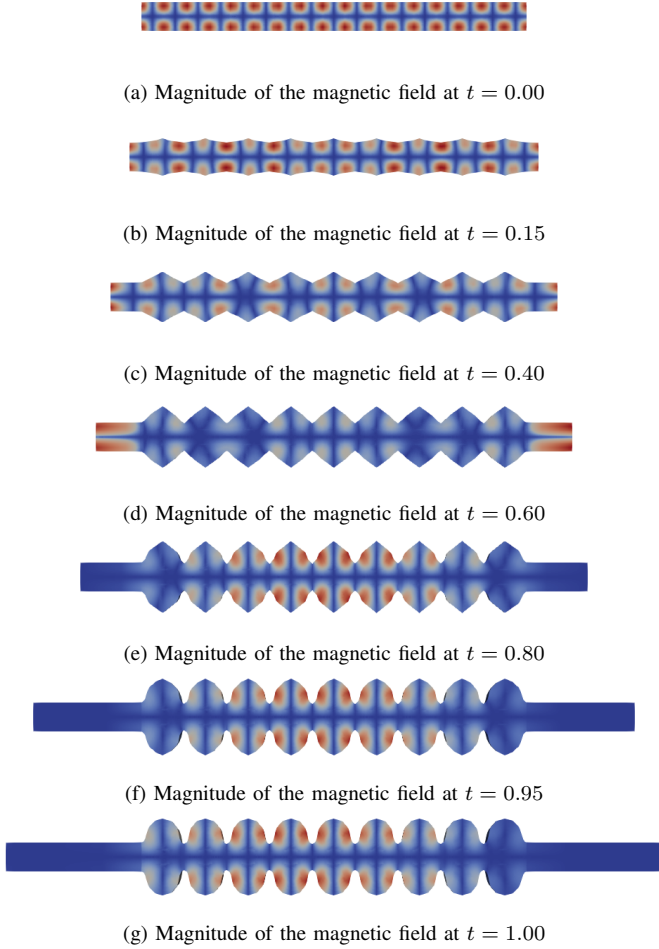 (a) Magnitude of the magnetic field at t = 0.00
(b) Magnitude of the magnetic field at t = 0.15
(c) Magnitude of the magnetic field at t = 0.40
(d) Magnitude of the magnetic field at t = 0.60
(e) Magnitude of the magnetic field at t = 0.80
(f) Magnitude of the magnetic field at t = 0.95
(g) Magnitude of the magnetic field at t = 1.00